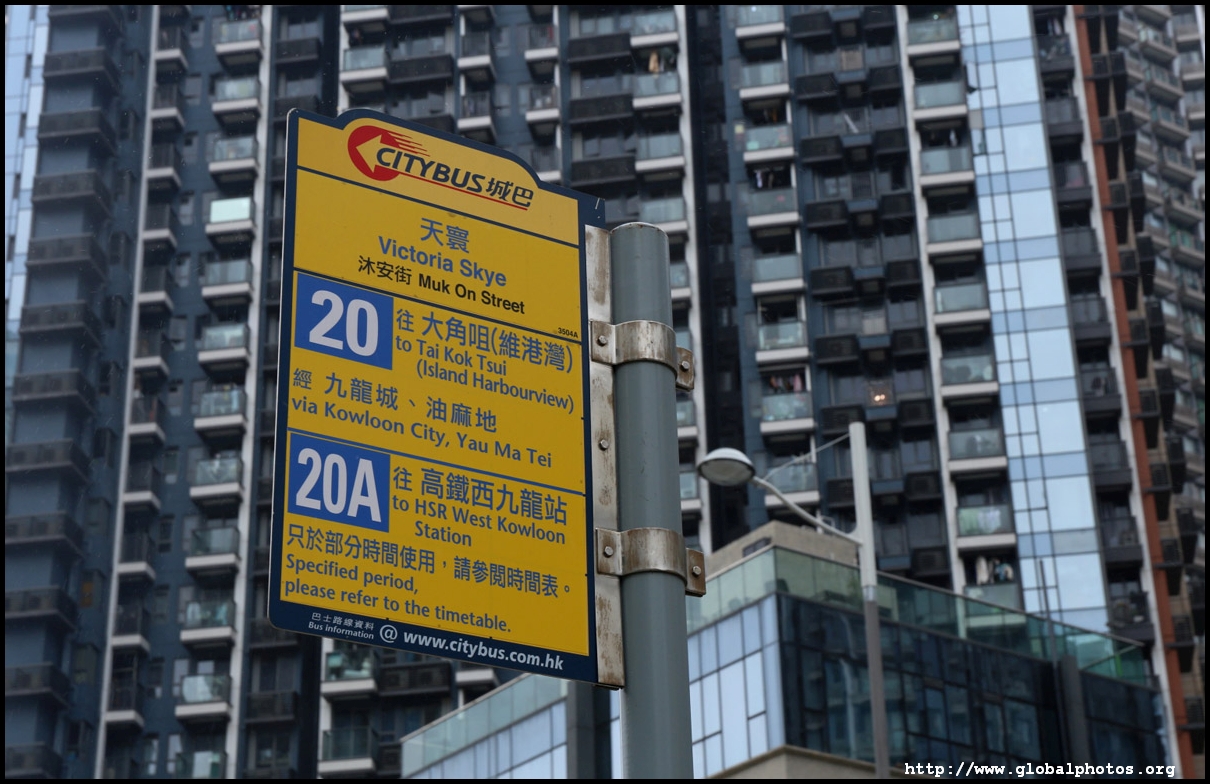 CITYBUS 城巴
天寰
Victoria Skye
沐安街 Muk On Street
3504A
20
往 大角咀(維港灣)
to Tai Kok Tsui
(Island Harbourview)
經 九龍城、油麻地
via Kowloon City, Yau Ma Tei
20A
往 高鐵西九龍站
to HSR West Kowloon
Station
只於部分時間使用，請參閱時間表。
Specified period,
please refer to the timetable.
巴士路線資料
Bus information @ www.citybus.com.hk
http://www.globalphotos.org